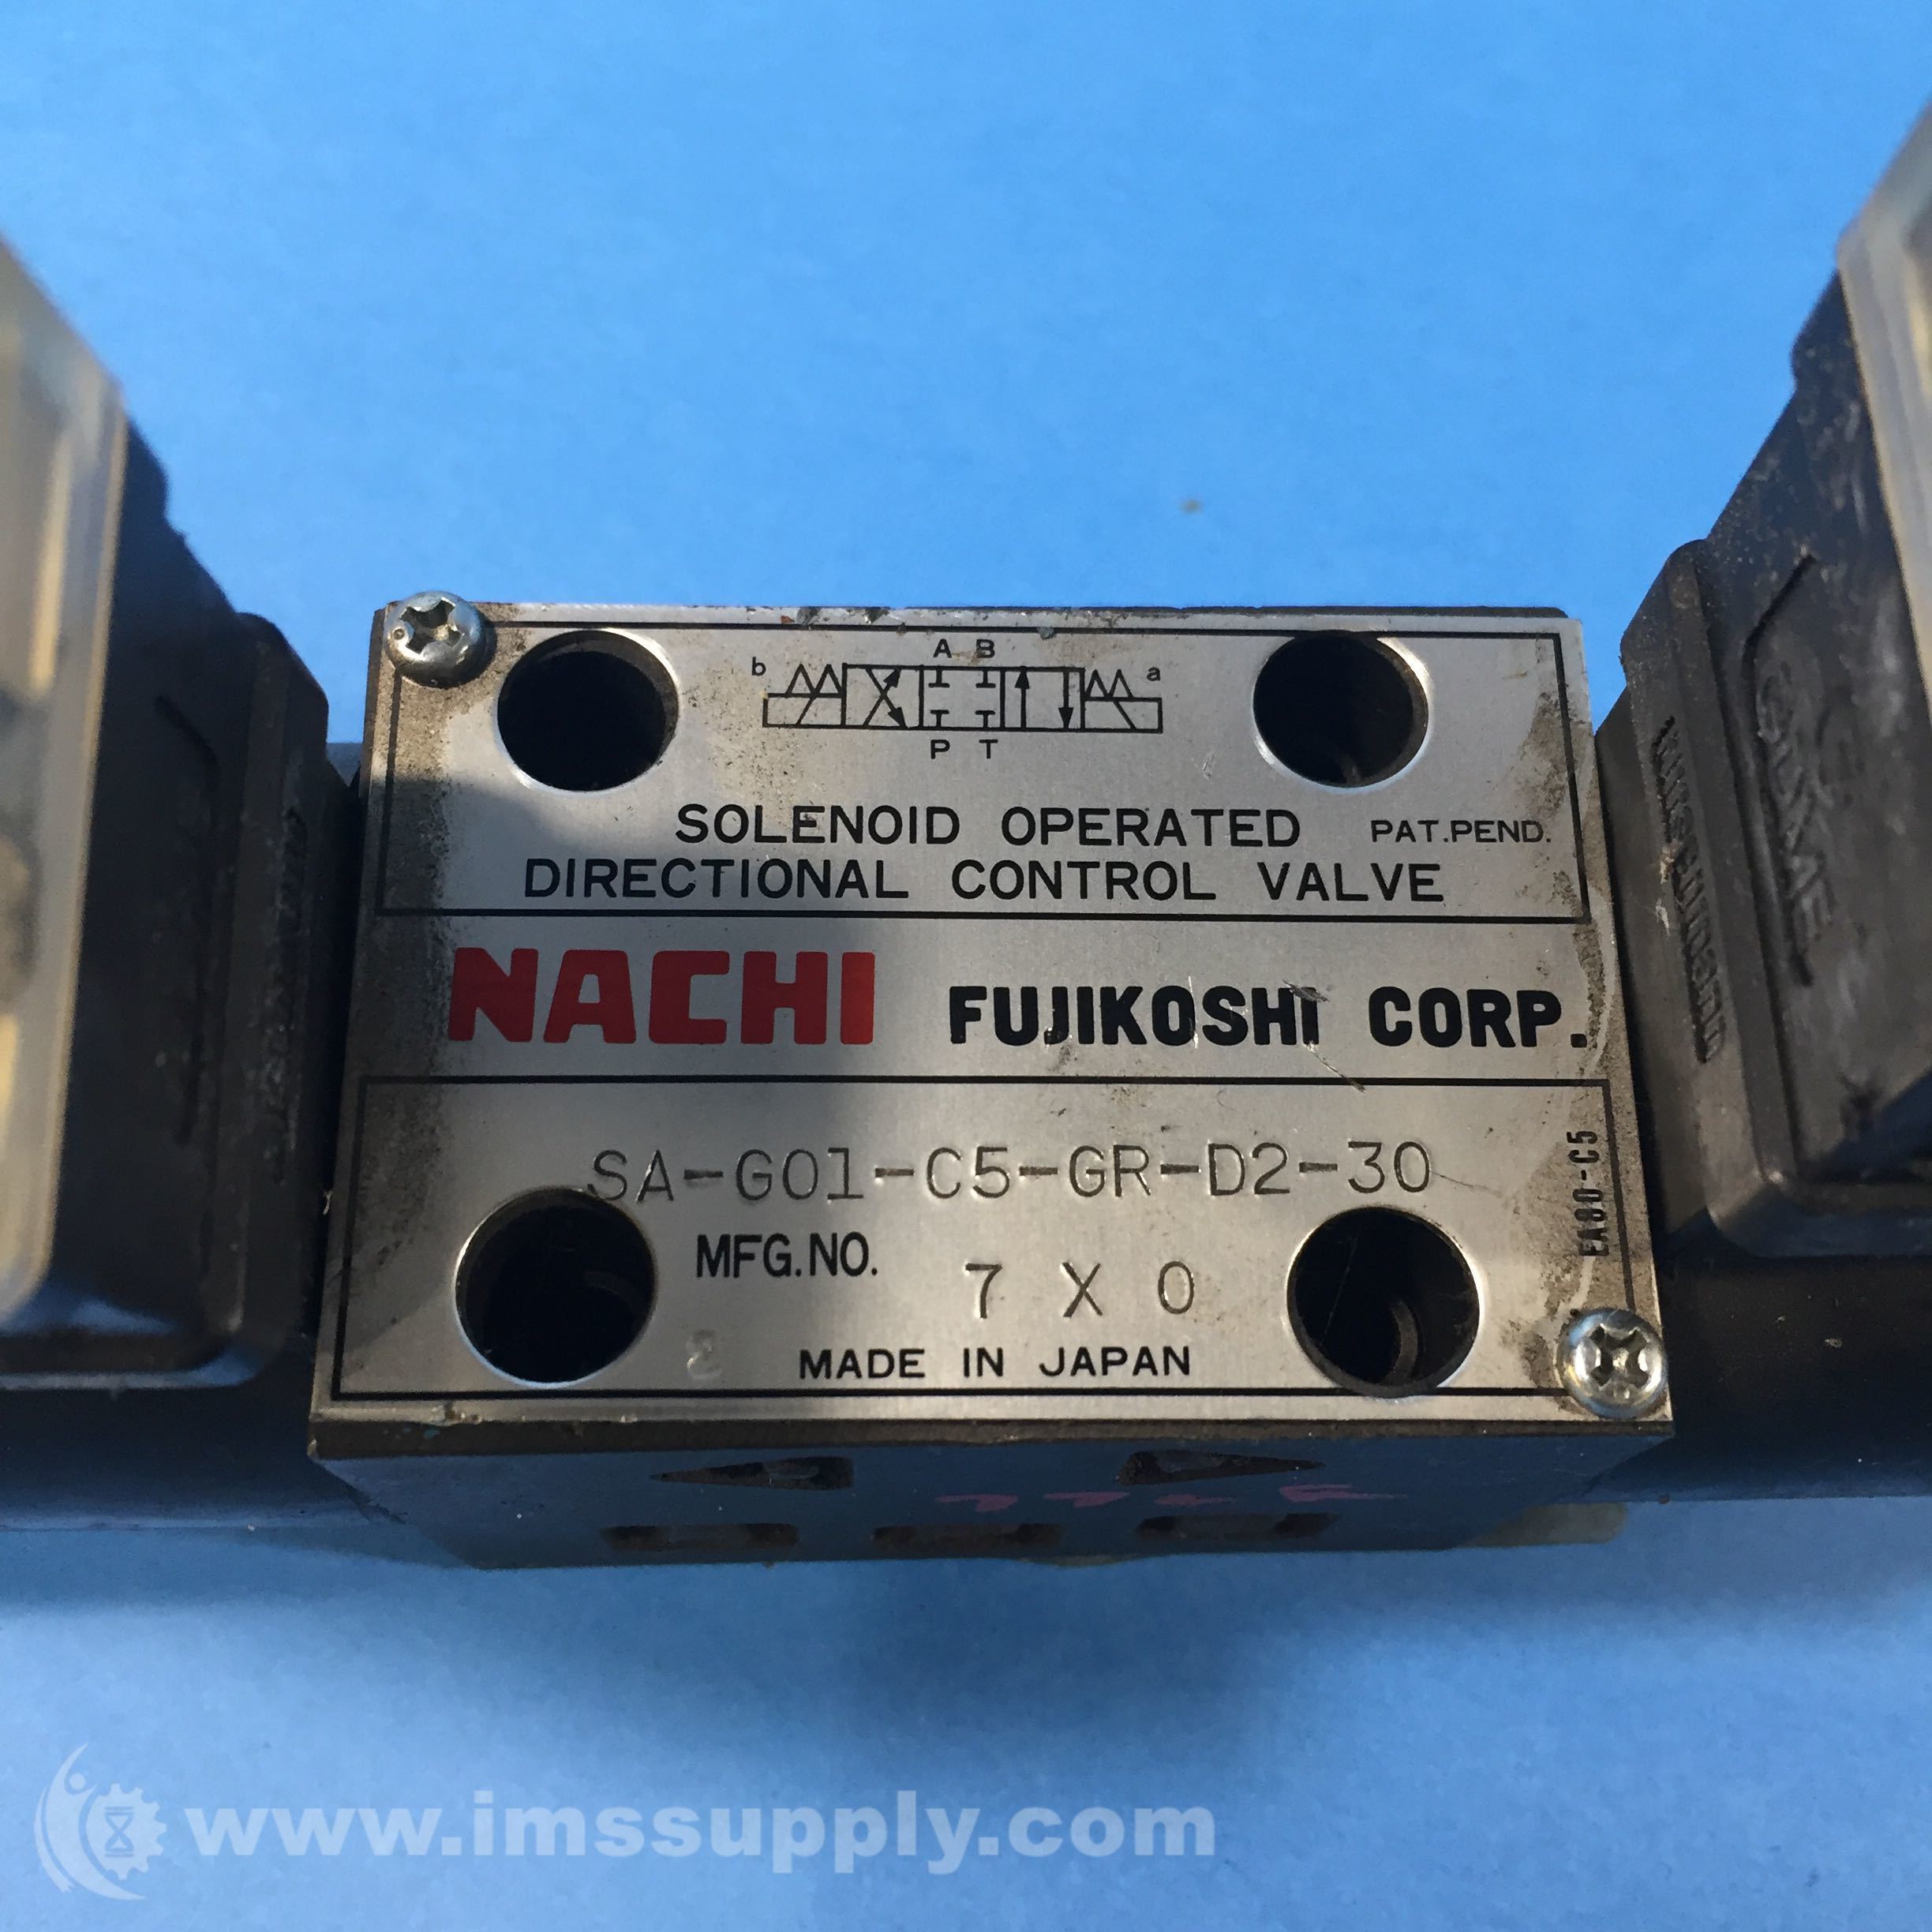 A B
b a
P T
SOLENOID OPERATED PAT.PEND.
DIRECTIONAL CONTROL VALVE
NACHI FUJIKOSHI CORP.
SA-G01-C5-GR-D2-30
EA00-C5
MFG.NO. 7 X 0
MADE IN JAPAN
www.imssupply.com